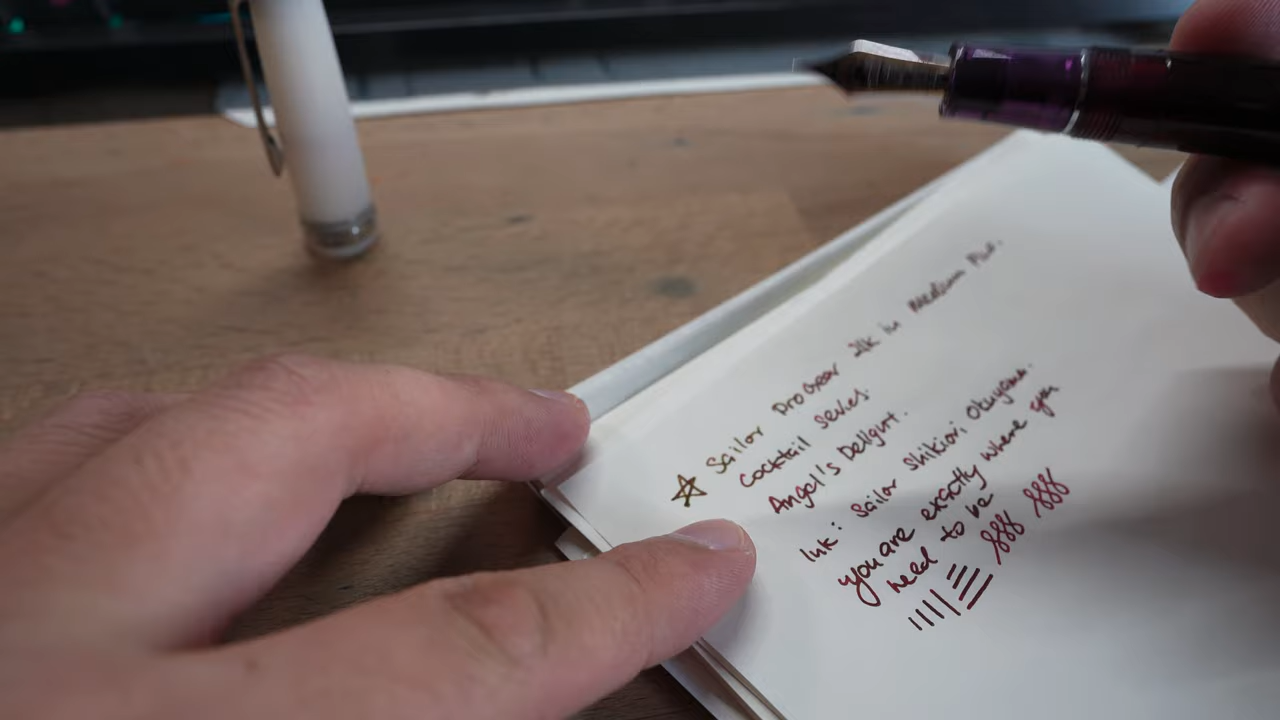 Sailor ProGear 21k in Medium
Cocktail Series.
Angel's Delight.
Ink: Sailor Shikiori Okuyama.
you are exactly where you
need to be